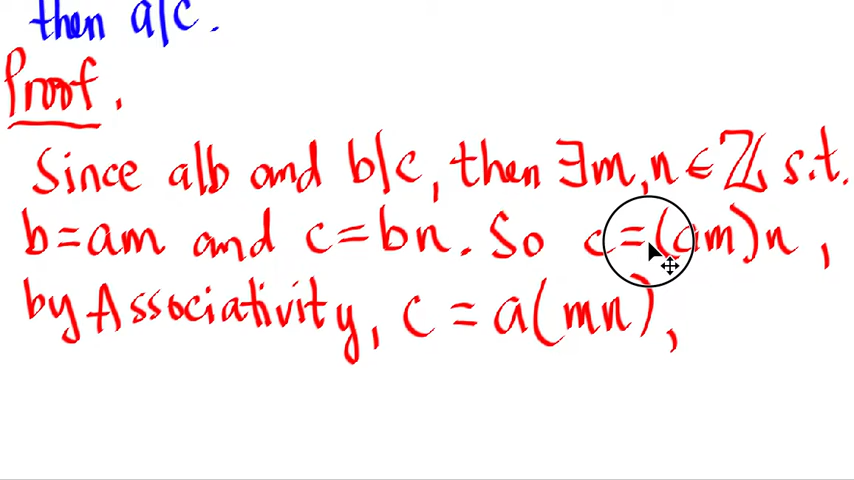 then a|c.
Proof.
Since a|b and b|c, then ∃m,n∈ℤ s.t.
b=am and c=bn. So c=(am)n,
by Associativity, c=a(mn),